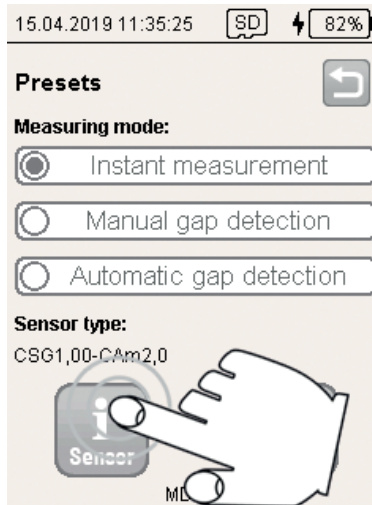 15.04.2019 11:35:25 SD 82%
Presets
Measuring mode:
Instant measurement
Manual gap detection
Automatic gap detection
Sensor type:
CSG1,00-CAm2,0
i
Sensor